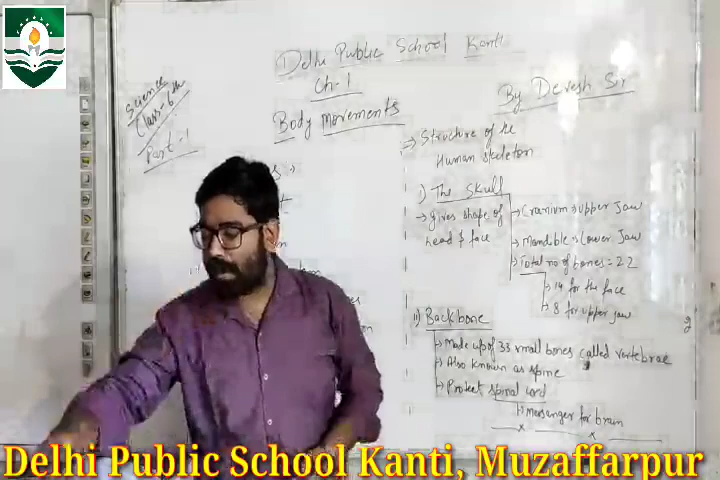 Delhi Public School Kanti
Ch-1
Science
Class-6th
Part-1
By Devesh Sir
Body Movements
⇒ Structure of the
Human skeleton
i) The Skull
→ gives shape of
head & face
→ Cranium → upper Jaw
→ Mandible → Lower Jaw
→ Total no of bones = 22
→ 14 for the face
→ 8 for upper jaw
ii) Backbone
→ Made up of 33 small bones called vertebrae
→ Also known as spine
→ Protect spinal cord
→ Messanger for brain
Delhi Public School Kanti, Muzaffarpur